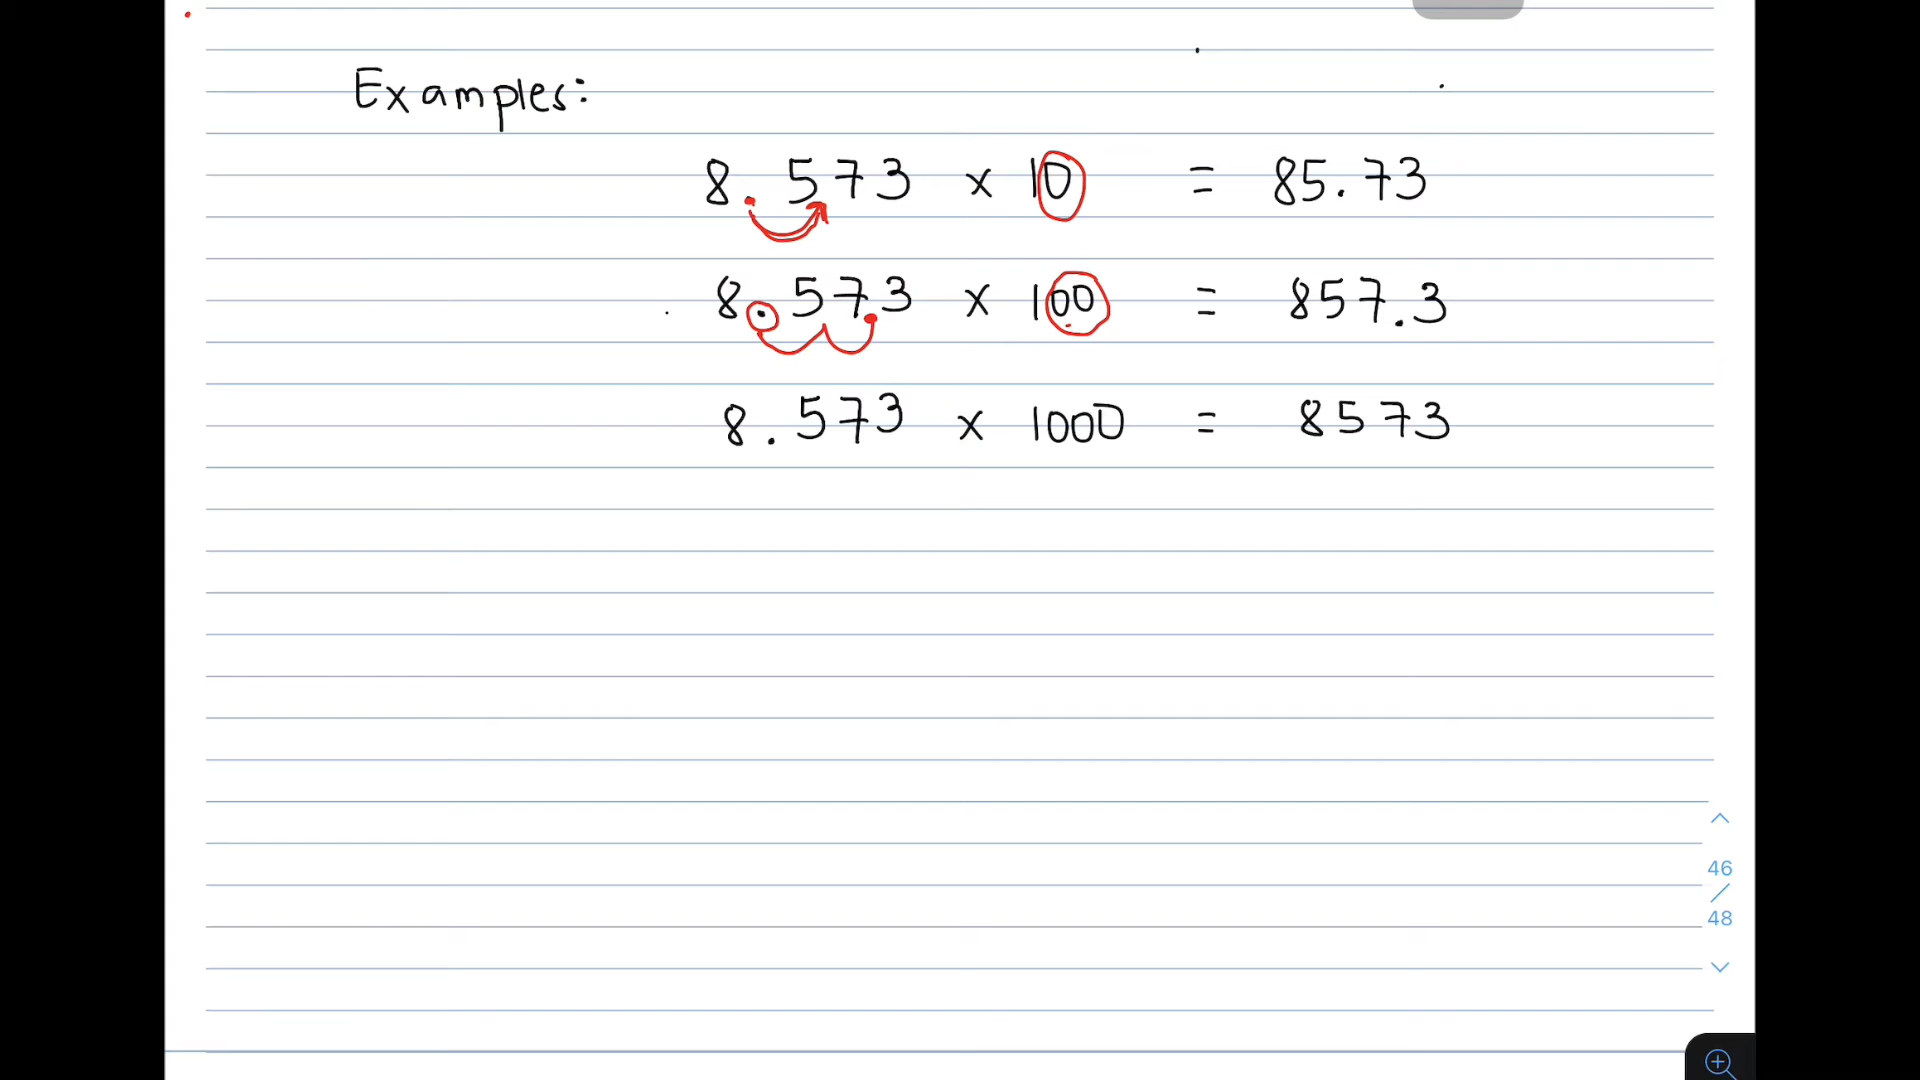 Examples:
8.573 x 10 = 85.73
8.573 x 100 = 857.3
8.573 x 1000 = 8573
46
/
48